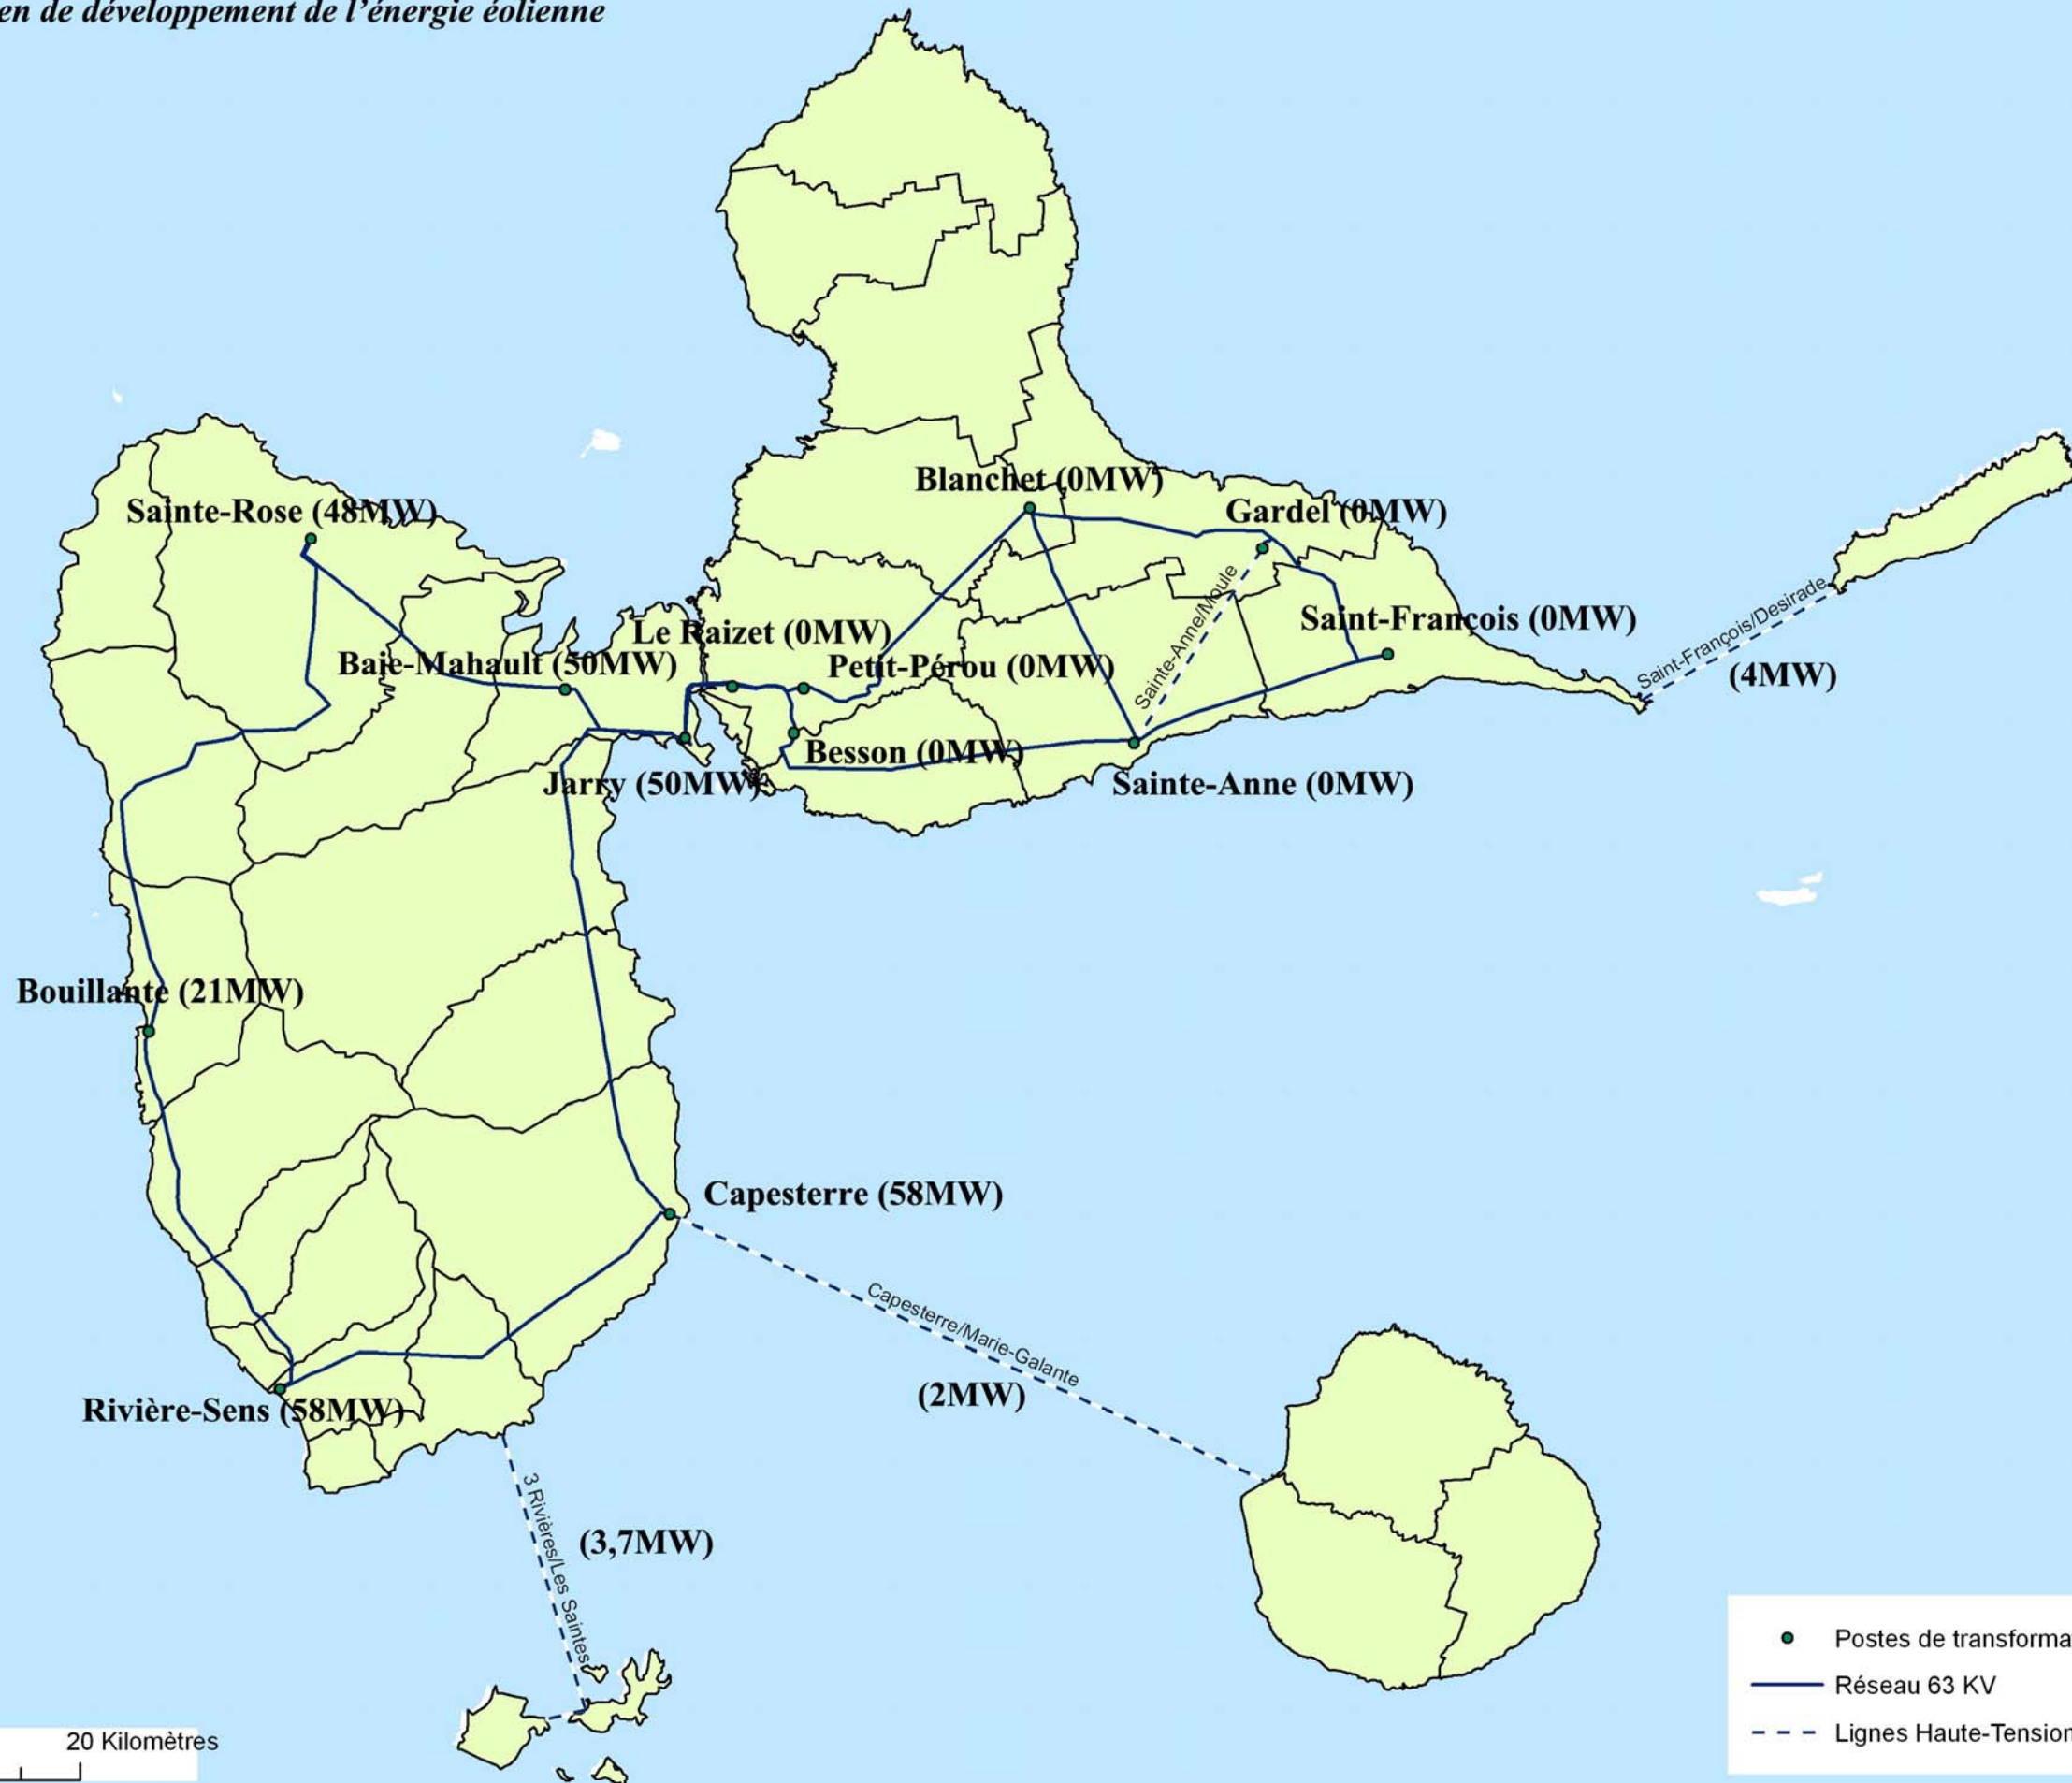 en de développement de l'énergie éolienne
Blanchet (0MW)
Sainte-Rose (48MW)
Gardel (0MW)
Sainte-Anne/Moule
Saint-François (0MW)
Saint-François/Desirade
Le Raizet (0MW)
Baie-Mahault (50MW)
Petit-Pérou (0MW)
(4MW)
Besson (0MW)
Jarry (50MW)
Sainte-Anne (0MW)
Bouillante (21MW)
Capesterre (58MW)
Capesterre/Marie-Galante
(2MW)
Rivière-Sens (58MW)
3 Rivières/Les Saintes
(3,7MW)
Postes de transforma
Réseau 63 KV
Lignes Haute-Tension
20 Kilomètres